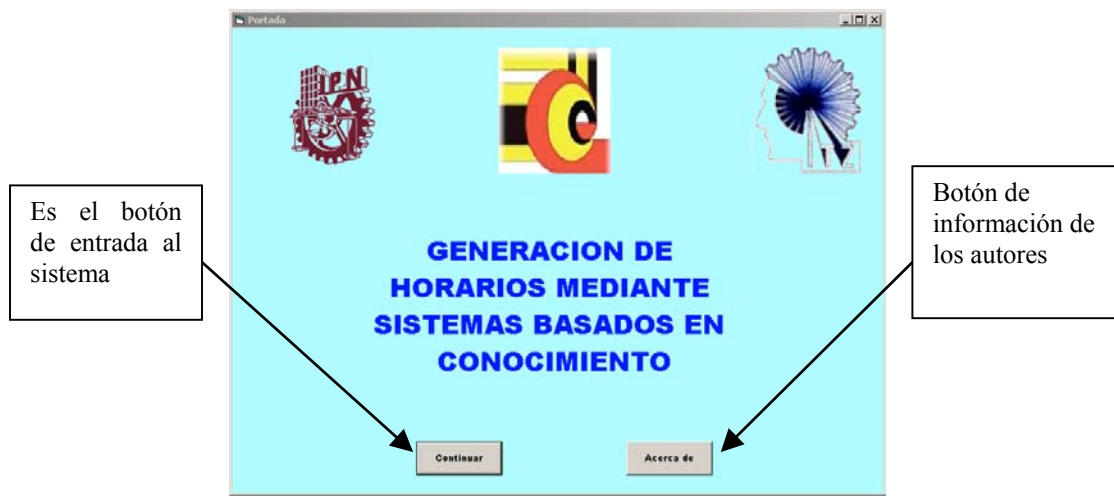 Portada
IPN
Es el botón
de entrada al
sistema
Botón de
información de
los autores
GENERACION DE
HORARIOS MEDIANTE
SISTEMAS BASADOS EN
CONOCIMIENTO
Continuar
Acerca de